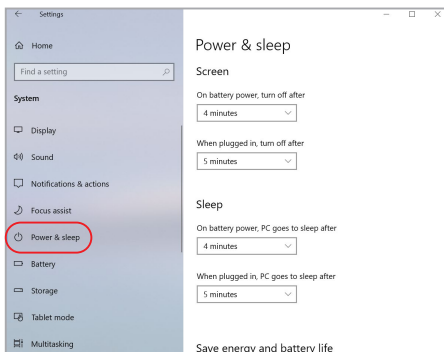 Settings
Home
Find a setting
System
Display
Sound
Notifications & actions
Focus assist
Power & sleep
Battery
Storage
Tablet mode
Multitasking
Power & sleep
Screen
On battery power, turn off after
4 minutes
When plugged in, turn off after
5 minutes
Sleep
On battery power, PC goes to sleep after
4 minutes
When plugged in, PC goes to sleep after
5 minutes
Save energy and battery life